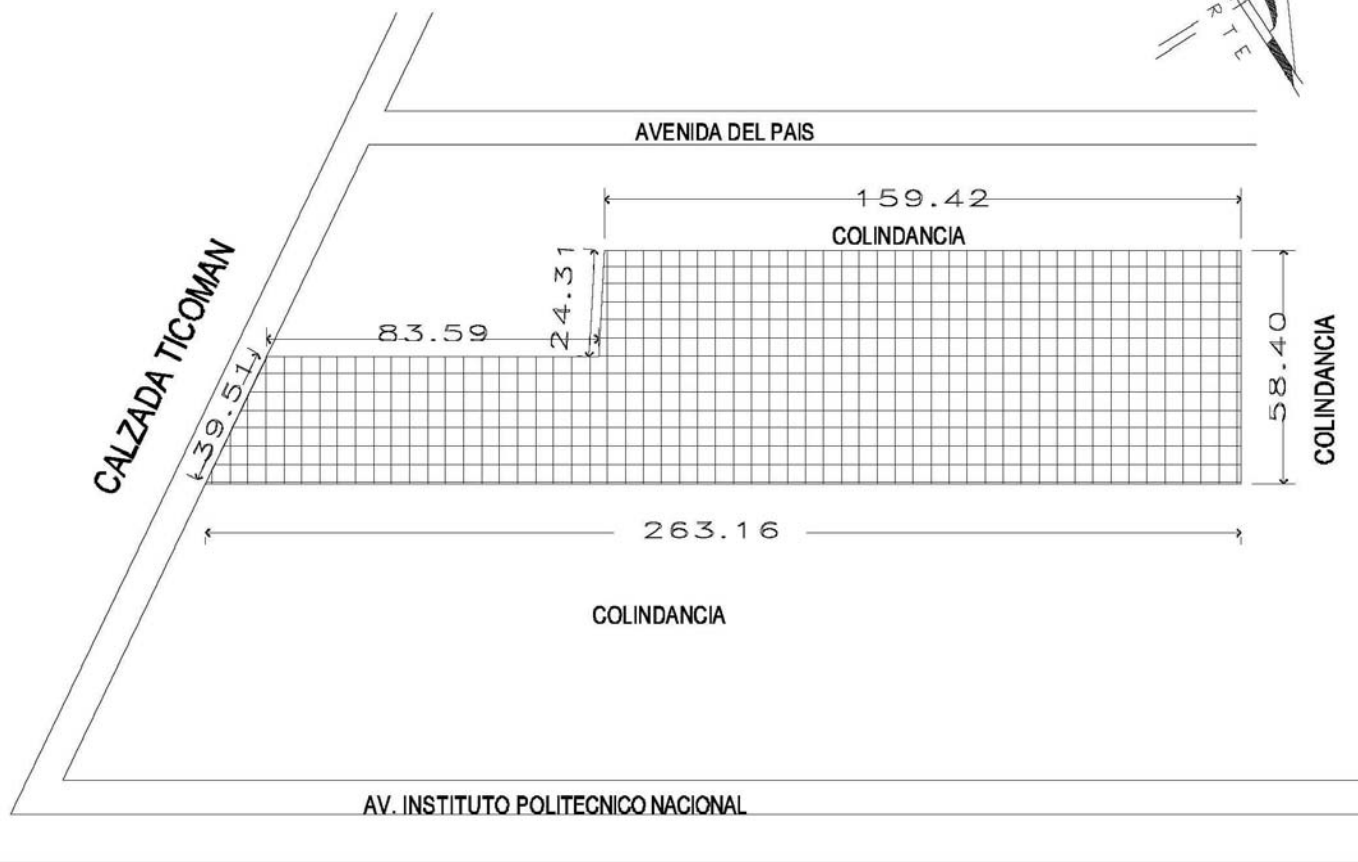 RTE
AVENIDA DEL PAIS
159.42
COLINDANCIA
24.31
83.59
CALZADA TICOMAN
39.51
58.40
COLINDANCIA
263.16
COLINDANCIA
AV. INSTITUTO POLITECNICO NACIONAL